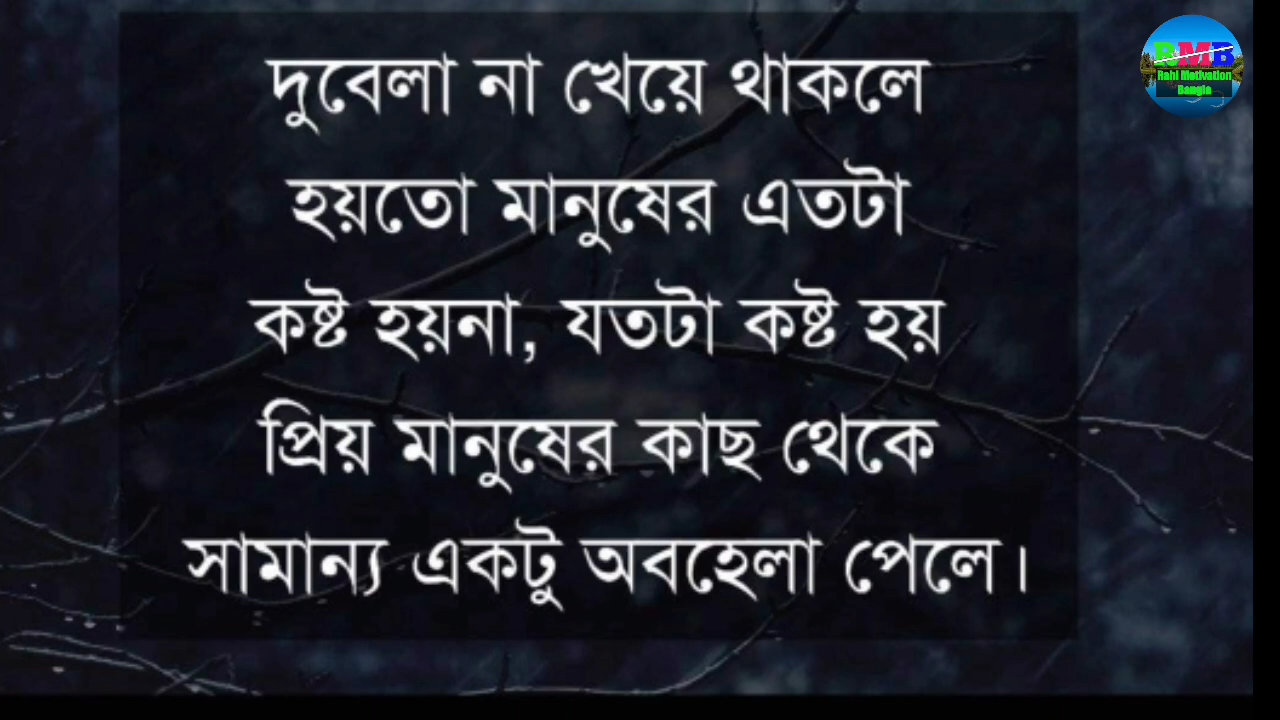 দুবেলা না খেয়ে থাকলে
হয়তো মানুষের এতটা
কষ্ট হয়না, যতটা কষ্ট হয়
প্রিয় মানুষের কাছ থেকে
সামান্য একটু অবহেলা পেলে।
RMB
Rahi Motivation
Bangla